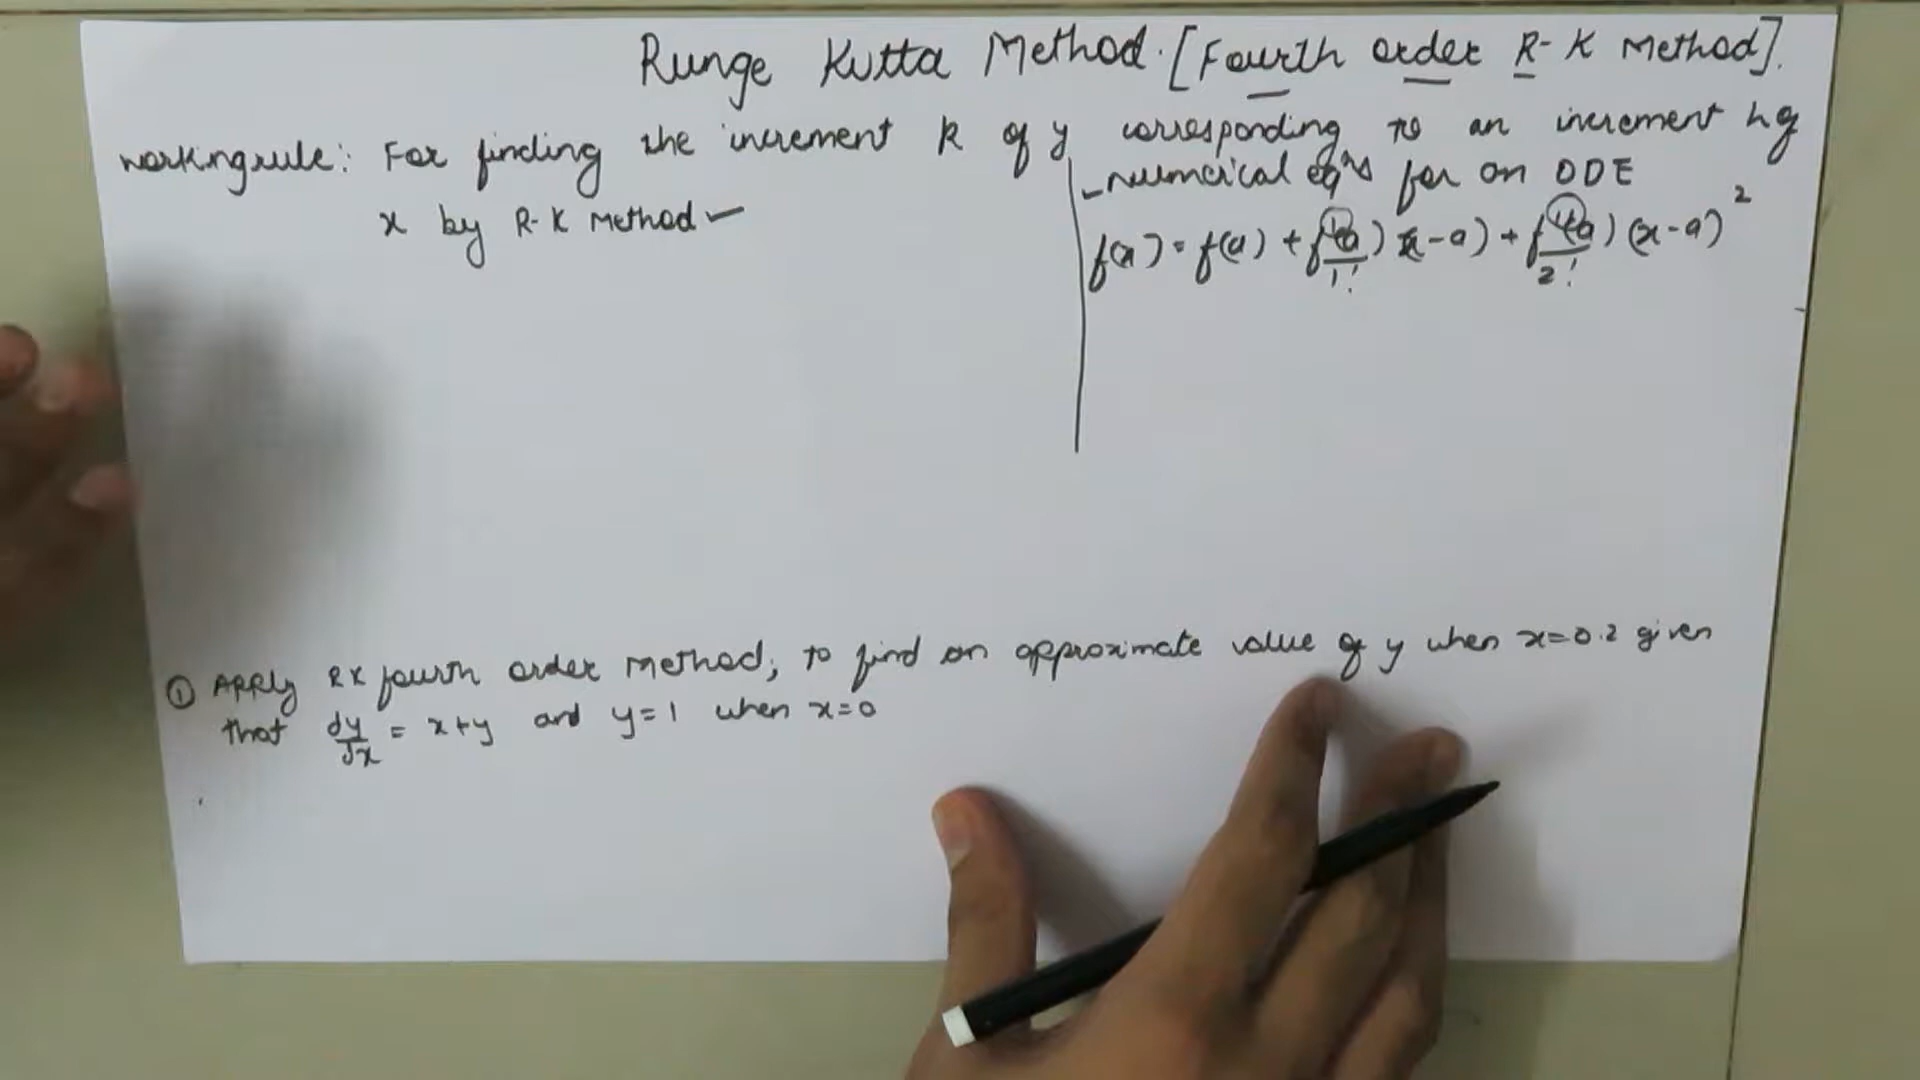 Runge Kutta Method. [Fourth order R-K Method].
Workingrule: For finding the increment k of y corresponding to an increment h of
x by R-K Method
- numerical eqns for an ODE
f(x) = f(a) + f'(a)/1! (x-a) + f''(a)/2! (x-a)²
① Apply RK fourth order Method, to find an approximate value of y when x=0.2 given
that dy/dx = x+y and y=1 when x=0